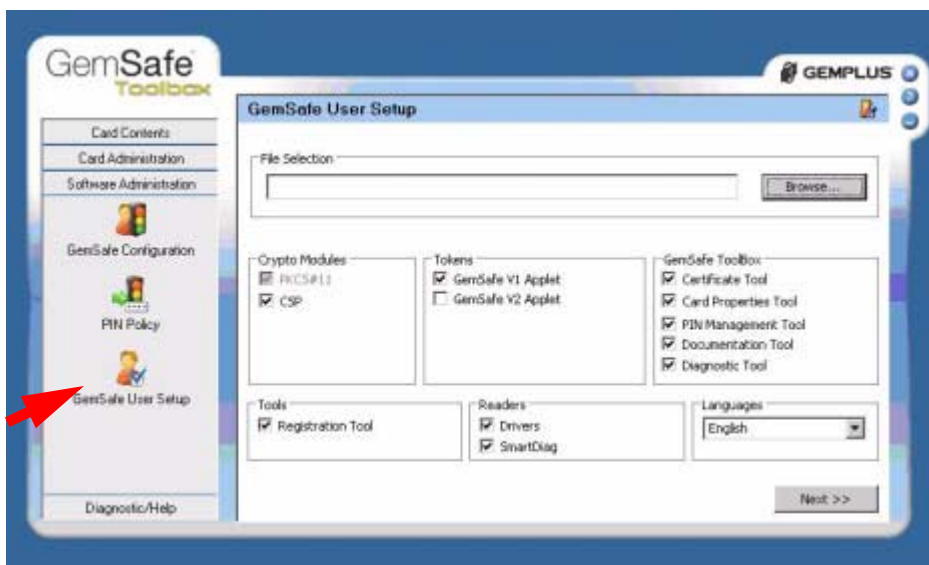 GemSafe
Toolbox
GEMPLUS
GemSafe User Setup
Card Contents
Card Administration
Software Administration
GemSafe Configuration
PIN Policy
GemSafe User Setup
Diagnostic/Help
File Selection
Browse...
Crypto Modules
PKCS#11
CSP
Tokens
GemSafe V1 Applet
GemSafe V2 Applet
GemSafe ToolBox
Certificate Tool
Card Properties Tool
PIN Management Tool
Documentation Tool
Diagnostic Tool
Tools
Registration Tool
Readers
Drivers
SmartDiag
Languages
English
Next >>